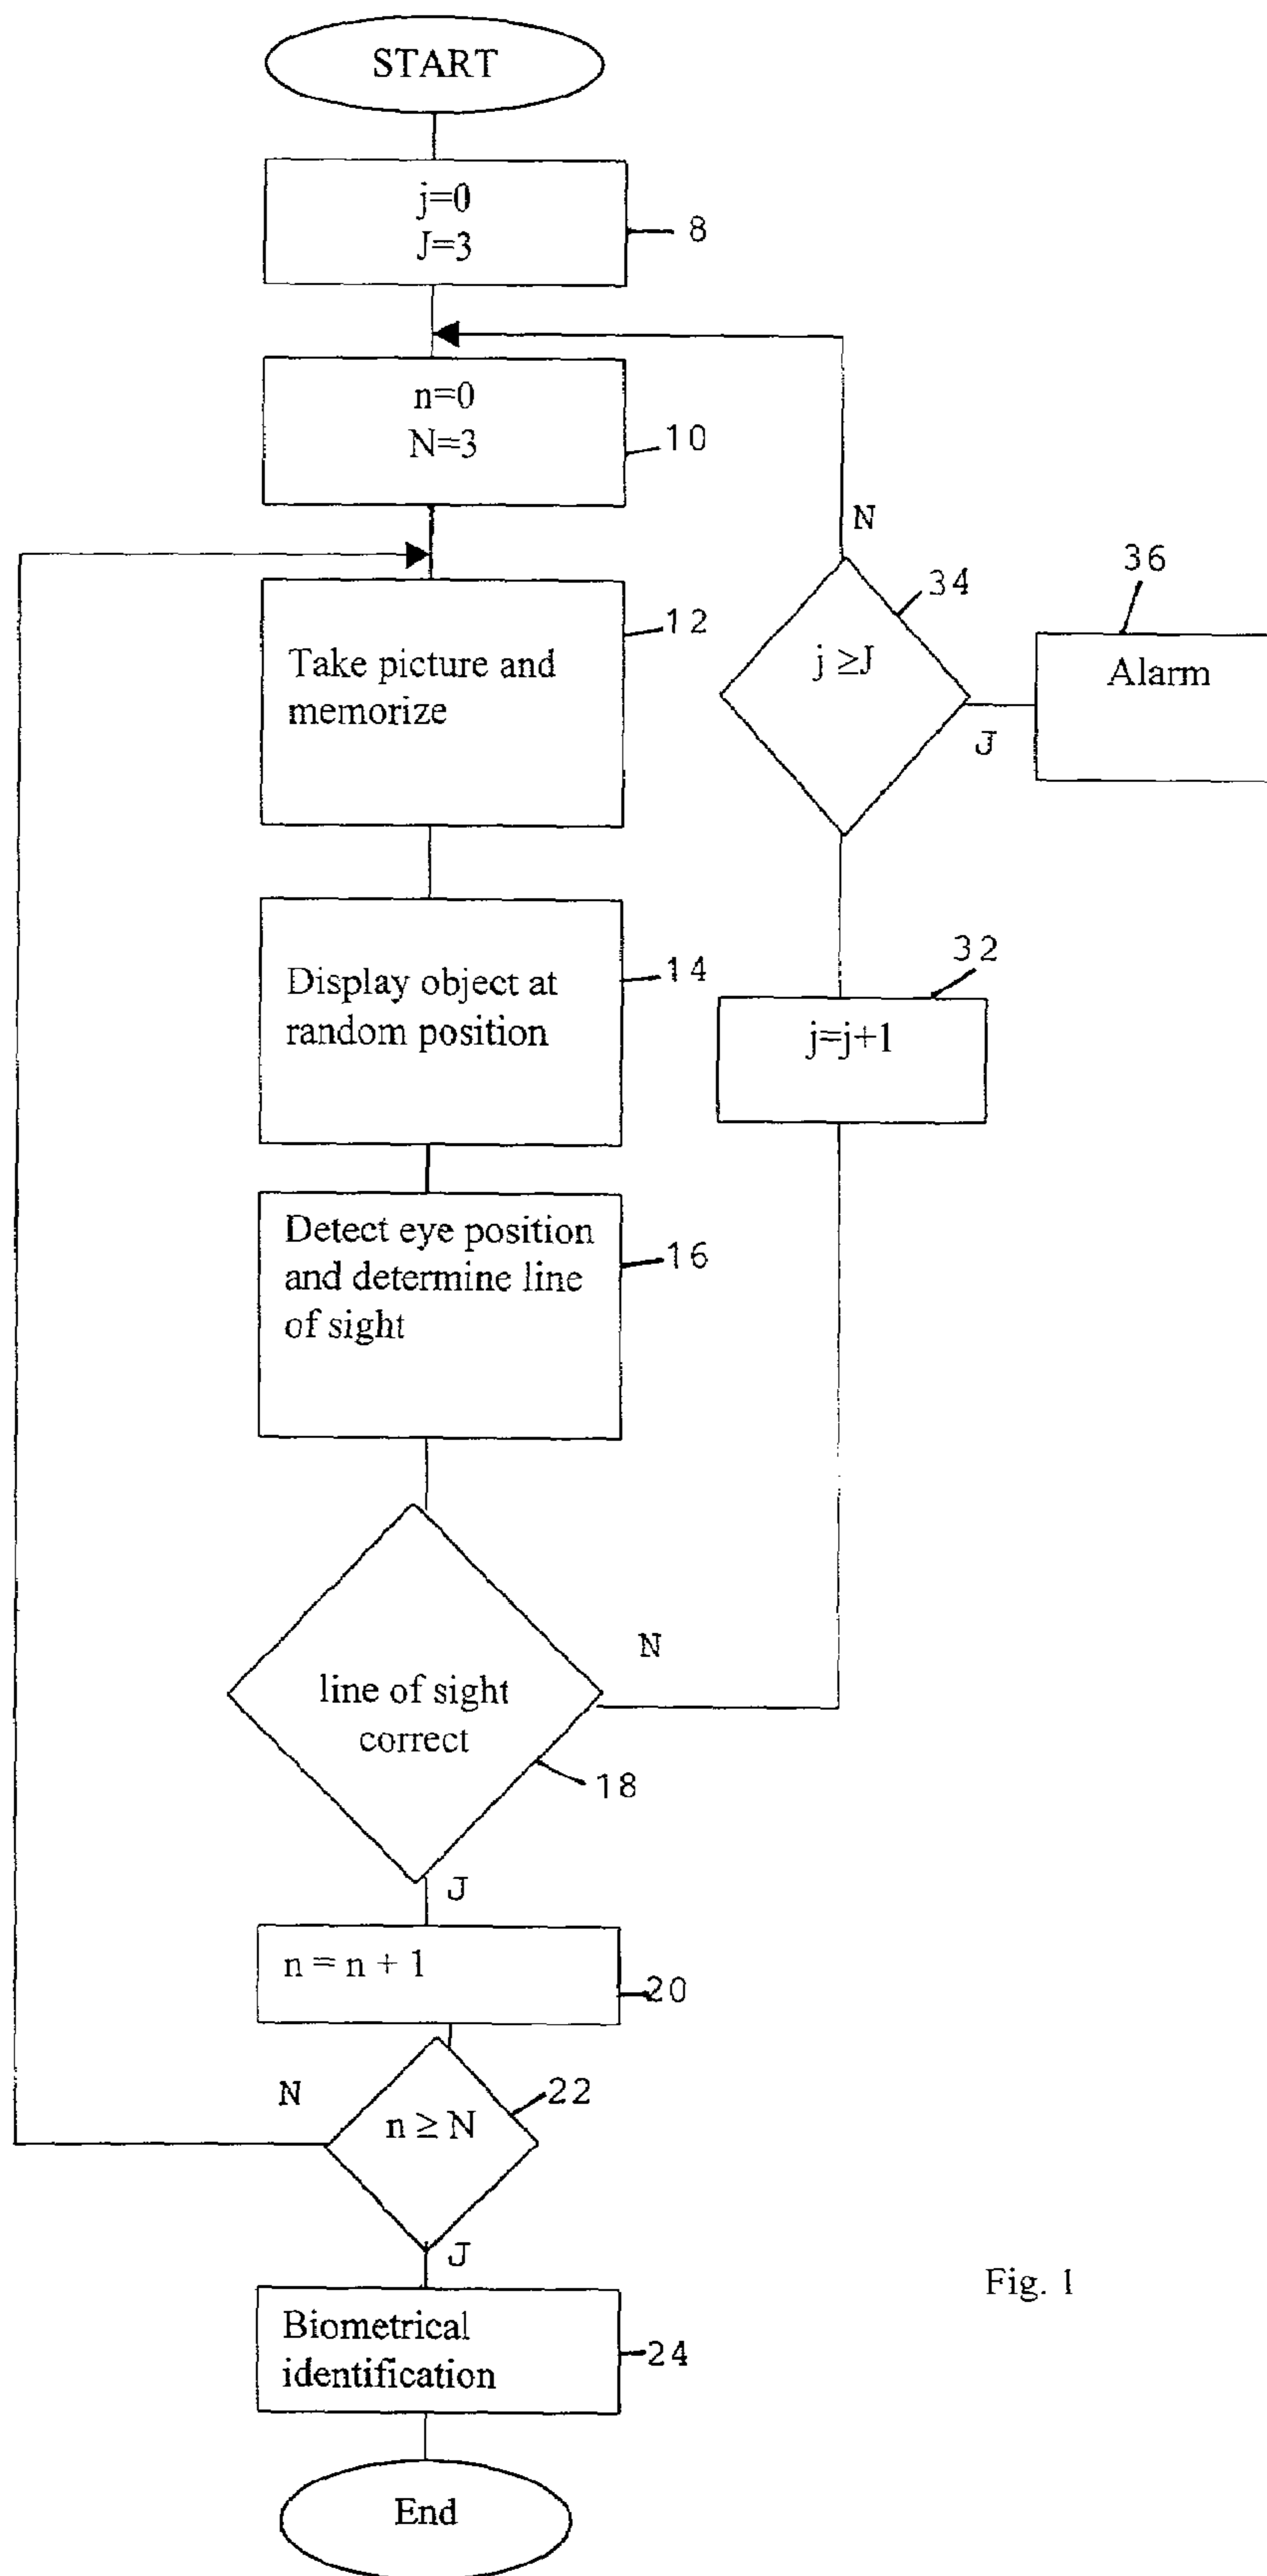 START
j=0
J=3
8
n=0
N=3
10
N
36
34
12
Take picture and
memorize
j ≥J
Alarm
J
32
14
Display object at
random position
j=j+1
Detect eye position
and determine line
of sight
16
N
line of sight
correct
18
J
n = n + 1
20
N
22
n ≥ N
J
Fig. 1
Biometrical
identification
24
End